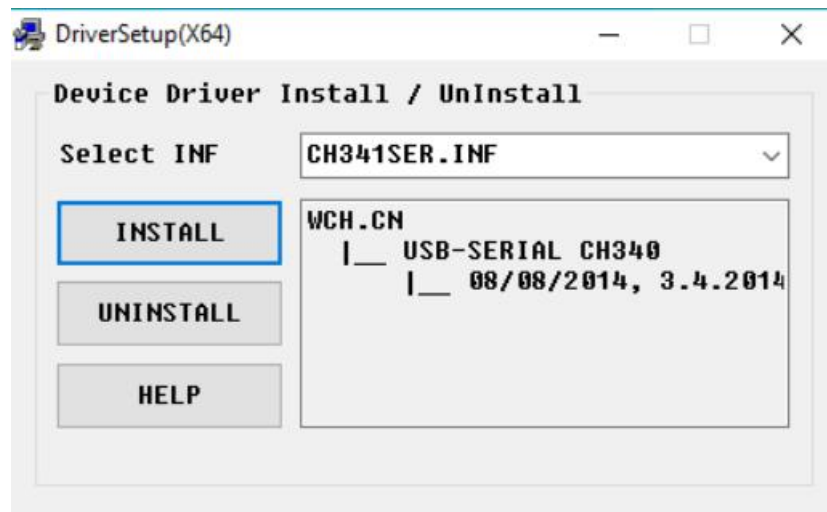 DriverSetup(X64)
Device Driver Install / UnInstall
Select INF
CH341SER.INF
INSTALL
UNINSTALL
HELP
WCH.CN
|__ USB-SERIAL CH340
|__ 08/08/2014, 3.4.2014